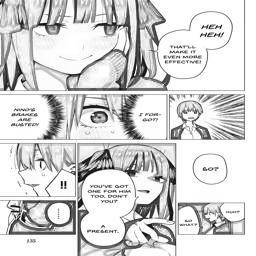 HEH
HEH!
THAT'LL
MAKE IT
EVEN MORE
EFFECTIVE!
I FOR-
GOT!
NINO'S
BRAKES
ARE
BUSTED!
SO?
YOU'VE GOT
ONE FOR
HIM TOO,
DON'T
YOU?
A
PRESENT.
!!
HUH?
SO
WHAT?
......
133